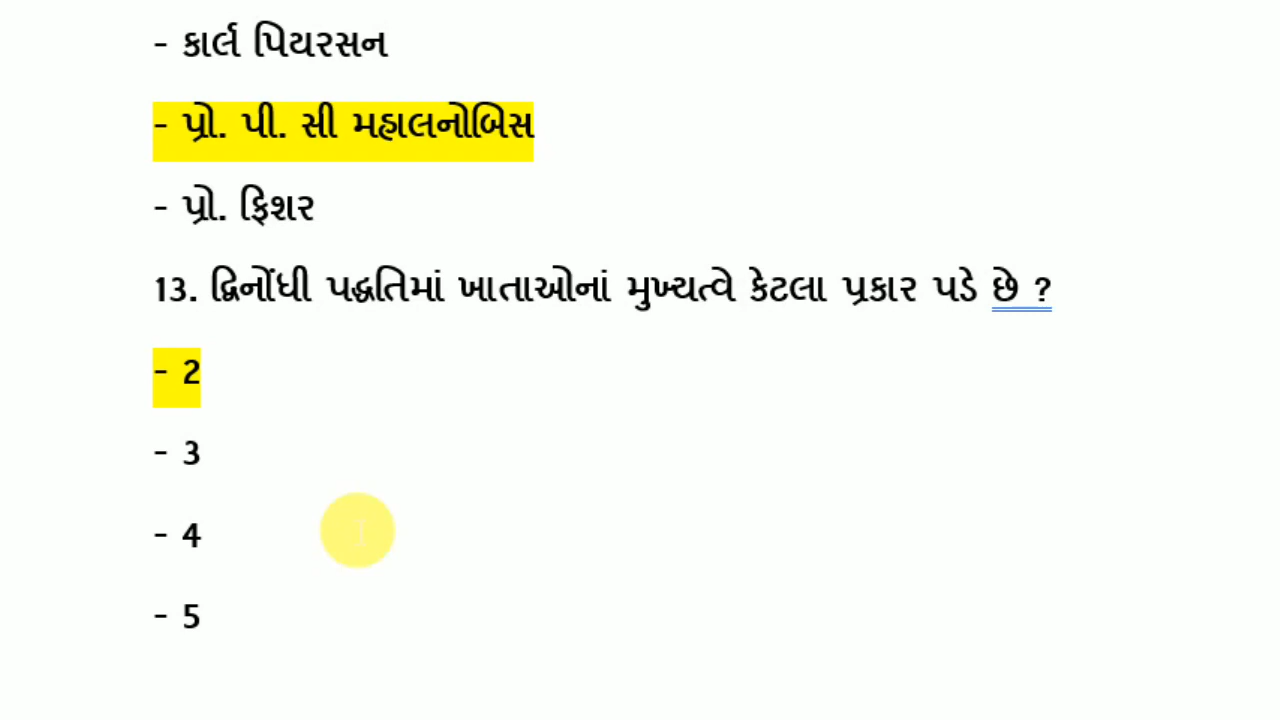 - કાર્લ પિયરસન
- પ્રો. પી. સી મહાલનોબિસ
- પ્રો. ફિશર
13. દ્વિનોંધી પદ્ધતિમાં ખાતાઓનાં મુખ્યત્વે કેટલા પ્રકાર પડે છે ?
- 2
- 3
- 4
- 5